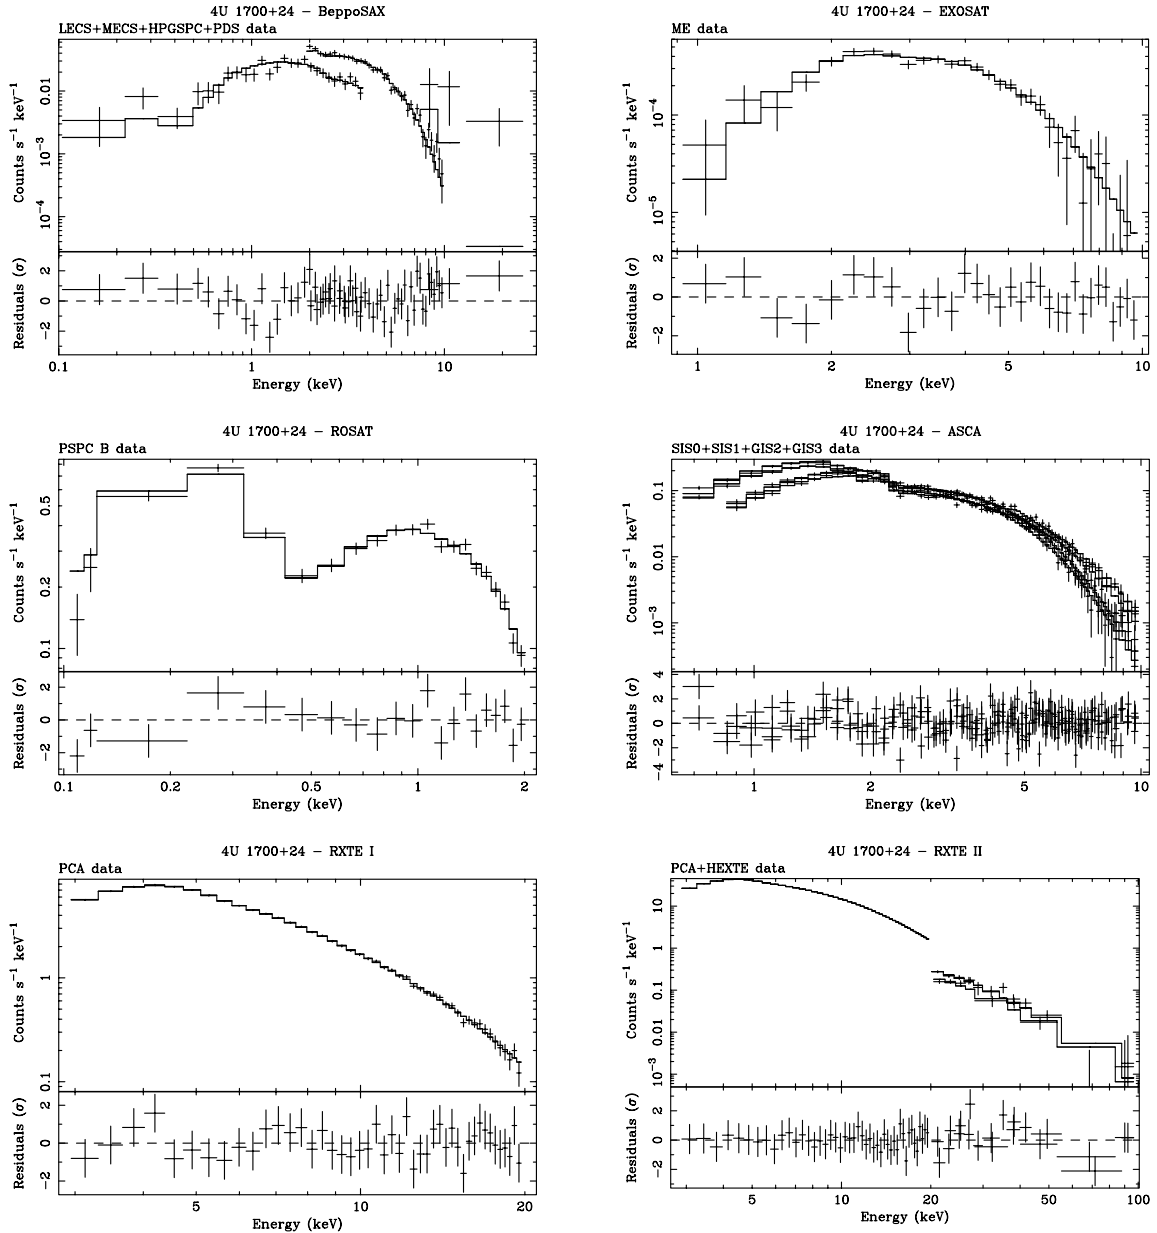 4U 1700+24 − BeppoSAX
LECS+MECS+HPGSPC+PDS data
Counts s⁻¹ keV⁻¹
0.01
10⁻³
10⁻⁴
Residuals (σ)
2
0
−2
0.1
1
10
Energy (keV)
4U 1700+24 − EXOSAT
ME data
Counts s⁻¹ keV⁻¹
10⁻⁴
10⁻⁵
Residuals (σ)
2
0
−2
1
2
5
10
Energy (keV)
4U 1700+24 − ROSAT
PSPC B data
Counts s⁻¹ keV⁻¹
0.5
0.2
0.1
Residuals (σ)
2
0
−2
0.1
0.2
0.5
1
2
Energy (keV)
4U 1700+24 − ASCA
SIS0+SIS1+GIS2+GIS3 data
Counts s⁻¹ keV⁻¹
0.1
0.01
10⁻³
Residuals (σ)
4
2
0
−2
−4
1
2
5
10
Energy (keV)
4U 1700+24 − RXTE I
PCA data
Counts s⁻¹ keV⁻¹
1
0.1
Residuals (σ)
2
0
−2
5
10
20
Energy (keV)
4U 1700+24 − RXTE II
PCA+HEXTE data
Counts s⁻¹ keV⁻¹
10
1
0.1
0.01
10⁻³
Residuals (σ)
2
0
−2
5
10
20
50
100
Energy (keV)